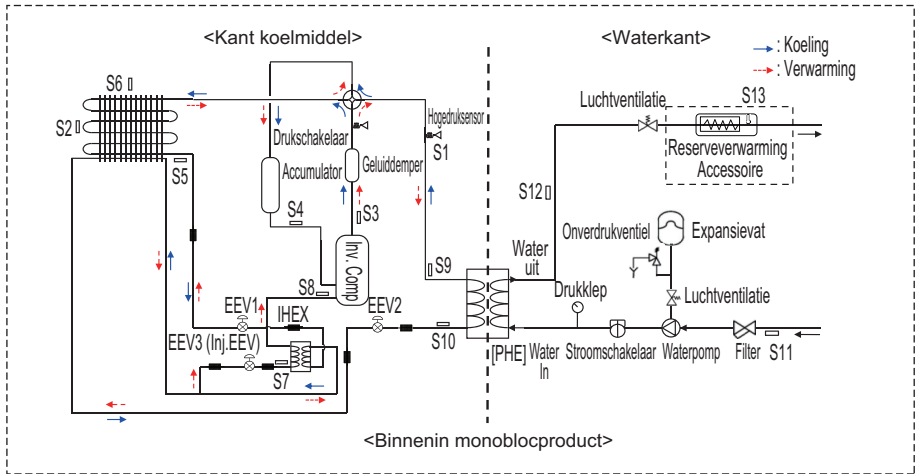 <Kant koelmiddel>
<Waterkant>
: Koeling
: Verwarming
S6
S2
S5
Drukschakelaar
Hogedruksensor
S1
Accumulator
Geluiddemper
S4
S3
Inv. Comp
S8
S9
EEV1
IHEX
EEV2
EEV3 (Inj.EEV)
S7
S10
Luchtventilatie
S13
Reserveverwarming
Accessoire
S12
Water
uit
Onverdrukventiel
Expansievat
Drukklep
Luchtventilatie
[PHE]
Water
In
Stroomschakelaar
Waterpomp
Filter
S11
<Binnenin monoblocproduct>